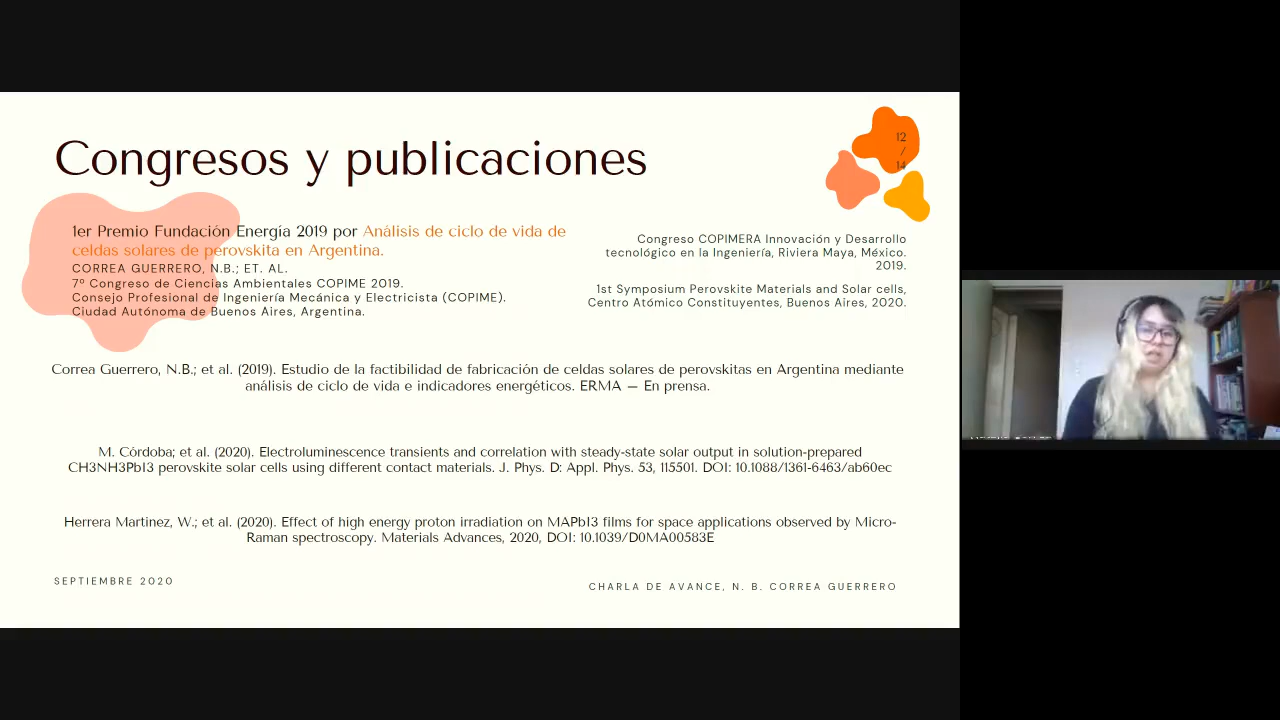 Congresos y publicaciones
12
/
14
1er Premio Fundación Energía 2019 por Análisis de ciclo de vida de
celdas solares de perovskita en Argentina.
CORREA GUERRERO, N.B.; ET. AL.
7º Congreso de Ciencias Ambientales COPIME 2019.
Consejo Profesional de Ingeniería Mecánica y Electricista (COPIME).
Ciudad Autónoma de Buenos Aires, Argentina.
Congreso COPIMERA Innovación y Desarrollo
tecnológico en la Ingeniería, Riviera Maya, México.
2019.
1st Symposium Perovskite Materials and Solar cells,
Centro Atómico Constituyentes, Buenos Aires, 2020.
Correa Guerrero, N.B.; et al. (2019). Estudio de la factibilidad de fabricación de celdas solares de perovskitas en Argentina mediante
análisis de ciclo de vida e indicadores energéticos. ERMA – En prensa.
M. Córdoba; et al. (2020). Electroluminescence transients and correlation with steady-state solar output in solution-prepared
CH3NH3PbI3 perovskite solar cells using different contact materials. J. Phys. D: Appl. Phys. 53, 115501. DOI: 10.1088/1361-6463/ab60ec
Herrera Martinez, W.; et al. (2020). Effect of high energy proton irradiation on MAPbI3 films for space applications observed by Micro-
Raman spectroscopy. Materials Advances, 2020, DOI: 10.1039/D0MA00583E
SEPTIEMBRE 2020
CHARLA DE AVANCE, N. B. CORREA GUERRERO